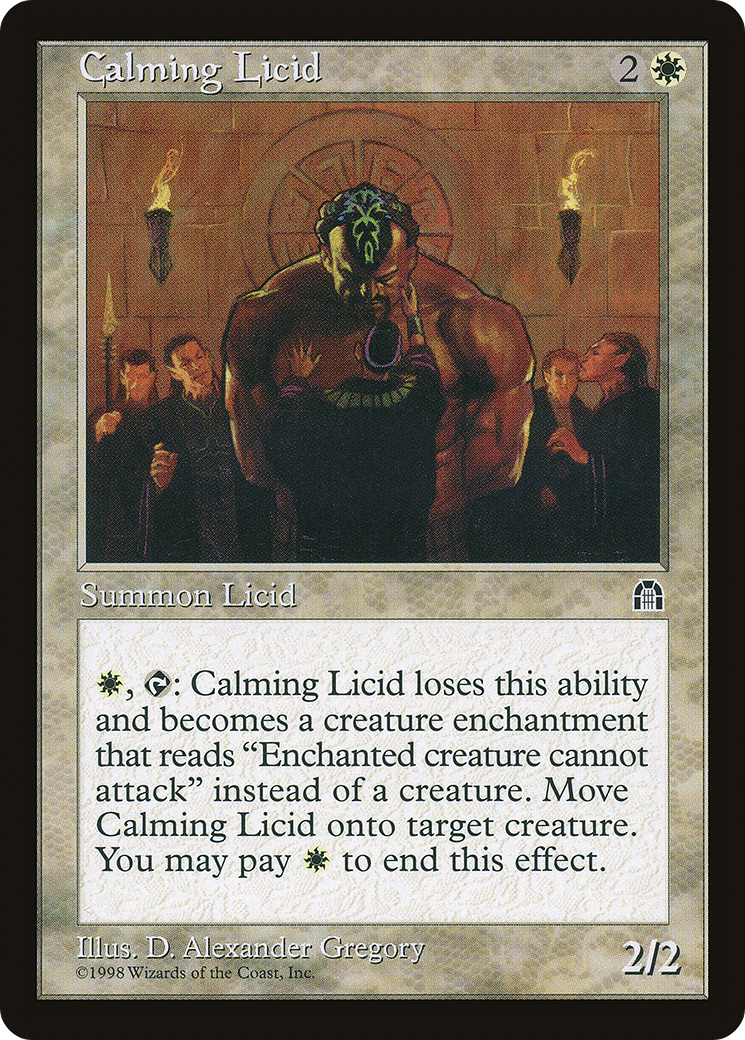 Calming Licid 2
Summon Licid
, : Calming Licid loses this ability
and becomes a creature enchantment
that reads “Enchanted creature cannot
attack” instead of a creature. Move
Calming Licid onto target creature.
You may pay to end this effect.
Illus. D. Alexander Gregory
©1998 Wizards of the Coast, Inc.
2/2